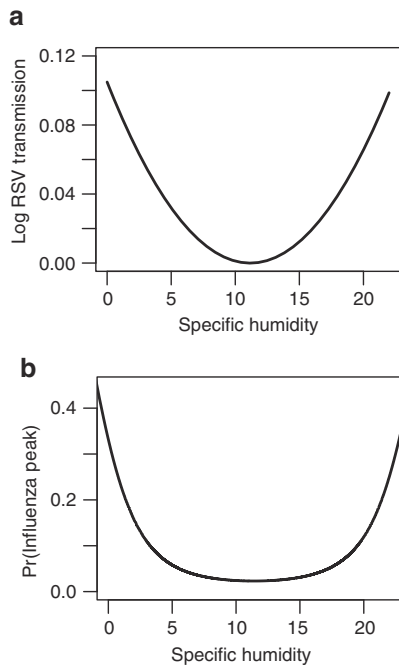 a
Log RSV transmission
0.12
0.08
0.04
0.00
0 5 10 15 20
Specific humidity
b
Pr(Influenza peak)
0.4
0.2
0.0
0 5 10 15 20
Specific humidity